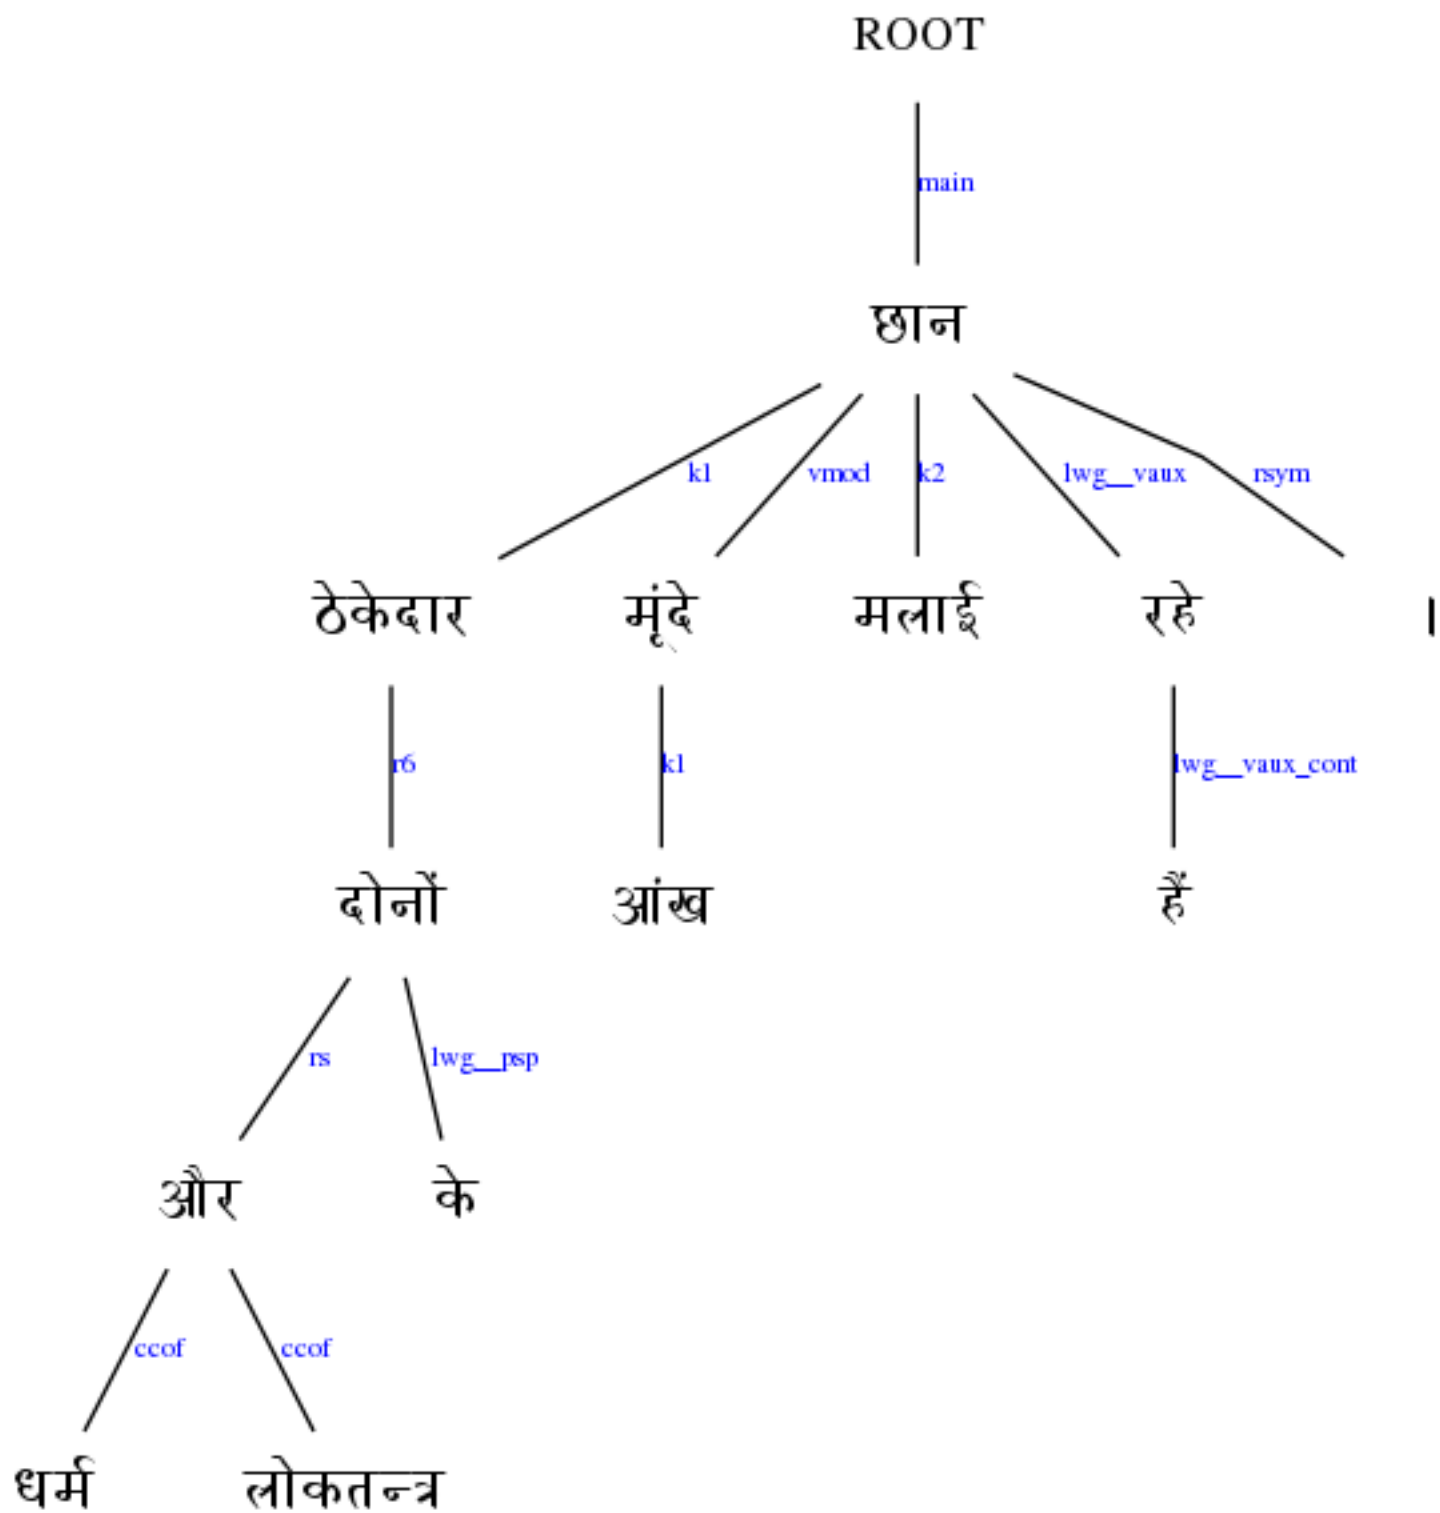 ROOT
main
छान
k1 vmod k2 lwg__vaux rsym
ठेकेदार मूंदे मलाई रहे ।
r6 k1 lwg__vaux_cont
दोनों आंख हैं
rs lwg__psp
और के
ccof ccof
धर्म लोकतन्त्र